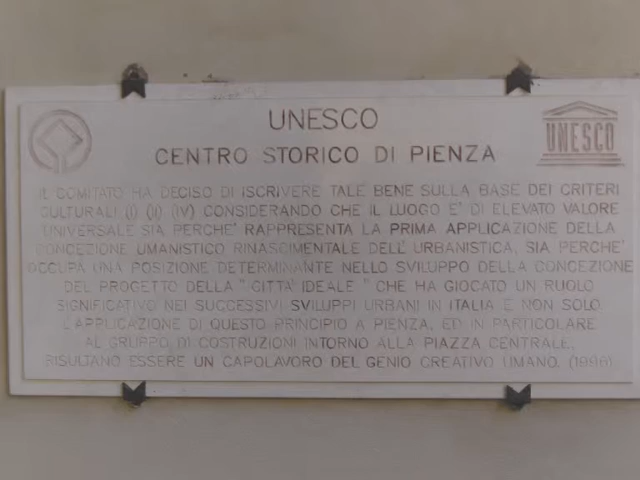 UNESCO
UNESCO
CENTRO STORICO DI PIENZA
IL COMITATO HA DECISO DI ISCRIVERE TALE BENE SULLA BASE DEI CRITERI
CULTURALI (I) (II) (IV) CONSIDERANDO CHE IL LUOGO E' DI ELEVATO VALORE
UNIVERSALE SIA PERCHE' RAPPRESENTA LA PRIMA APPLICAZIONE DELLA
CONCEZIONE UMANISTICO RINASCIMENTALE DELL' URBANISTICA, SIA PERCHE'
OCCUPA UNA POSIZIONE DETERMINANTE NELLO SVILUPPO DELLA CONCEZIONE
DEL PROGETTO DELLA " CITTA' IDEALE " CHE HA GIOCATO UN RUOLO
SIGNIFICATIVO NEI SUCCESSIVI SVILUPPI URBANI IN ITALIA E NON SOLO.
L'APPLICAZIONE DI QUESTO PRINCIPIO A PIENZA, ED IN PARTICOLARE
AL GRUPPO DI COSTRUZIONI INTORNO ALLA PIAZZA CENTRALE,
RISULTANO ESSERE UN CAPOLAVORO DEL GENIO CREATIVO UMANO. (1996)